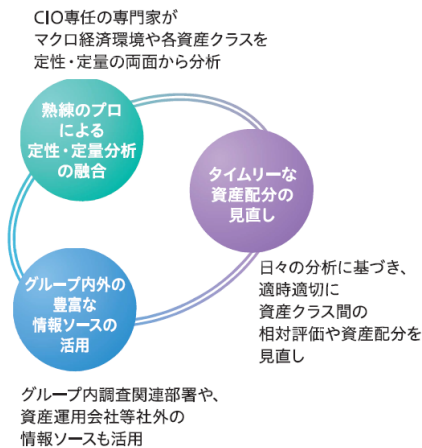 CIO専任の専門家が
マクロ経済環境や各資産クラスを
定性・定量の両面から分析
熟練のプロ
による
定性・定量分析
の融合
タイムリーな
資産配分の
見直し
日々の分析に基づき、
適時適切に
資産クラス間の
相対評価や資産配分を
見直し
グループ内外の
豊富な
情報ソースの
活用
グループ内調査関連部署や、
資産運用会社等社外の
情報ソースも活用